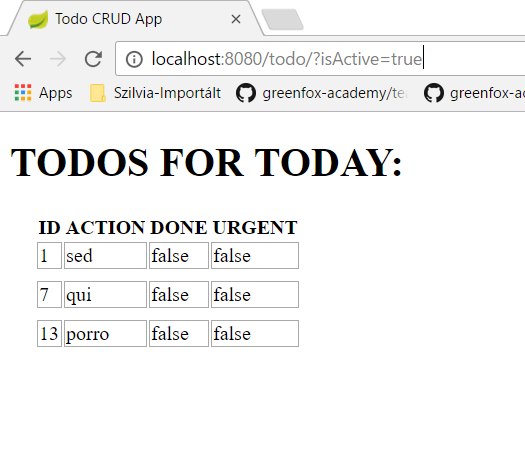 Todo CRUD App
localhost:8080/todo/?isActive=true
Apps Szilvia-Importált greenfox-academy/te greenfox-ac
TODOS FOR TODAY:
ID ACTION DONE URGENT
1 sed false false
7 qui false false
13 porro false false